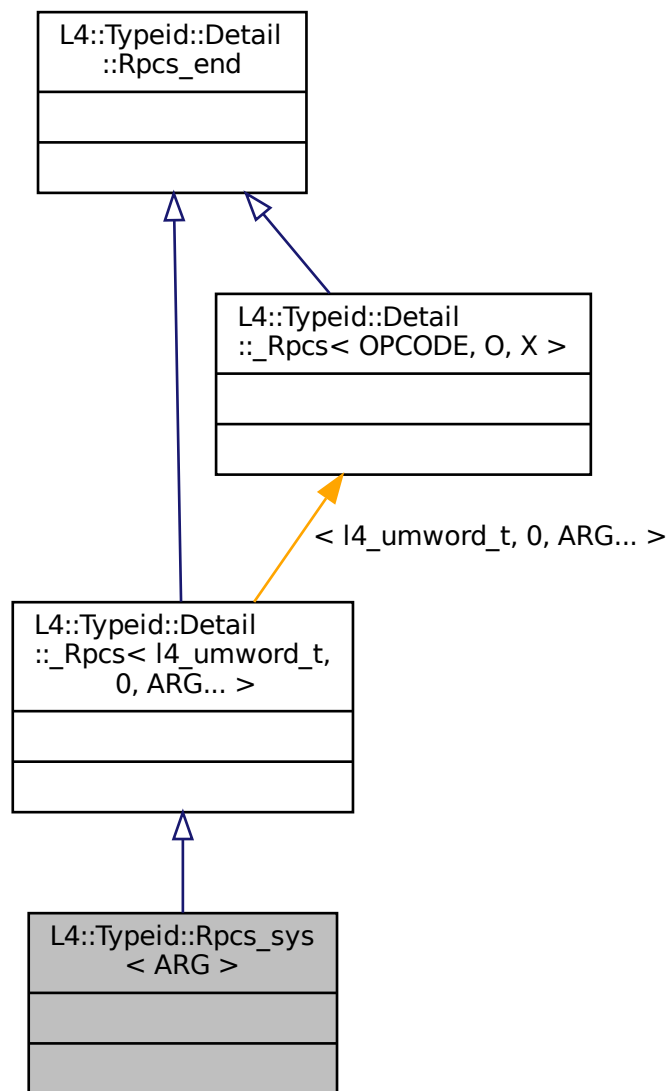 L4::Typeid::Detail
::Rpcs_end
L4::Typeid::Detail
::_Rpcs< OPCODE, O, X >
< l4_umword_t, 0, ARG... >
L4::Typeid::Detail
::_Rpcs< l4_umword_t,
0, ARG... >
L4::Typeid::Rpcs_sys
< ARG >